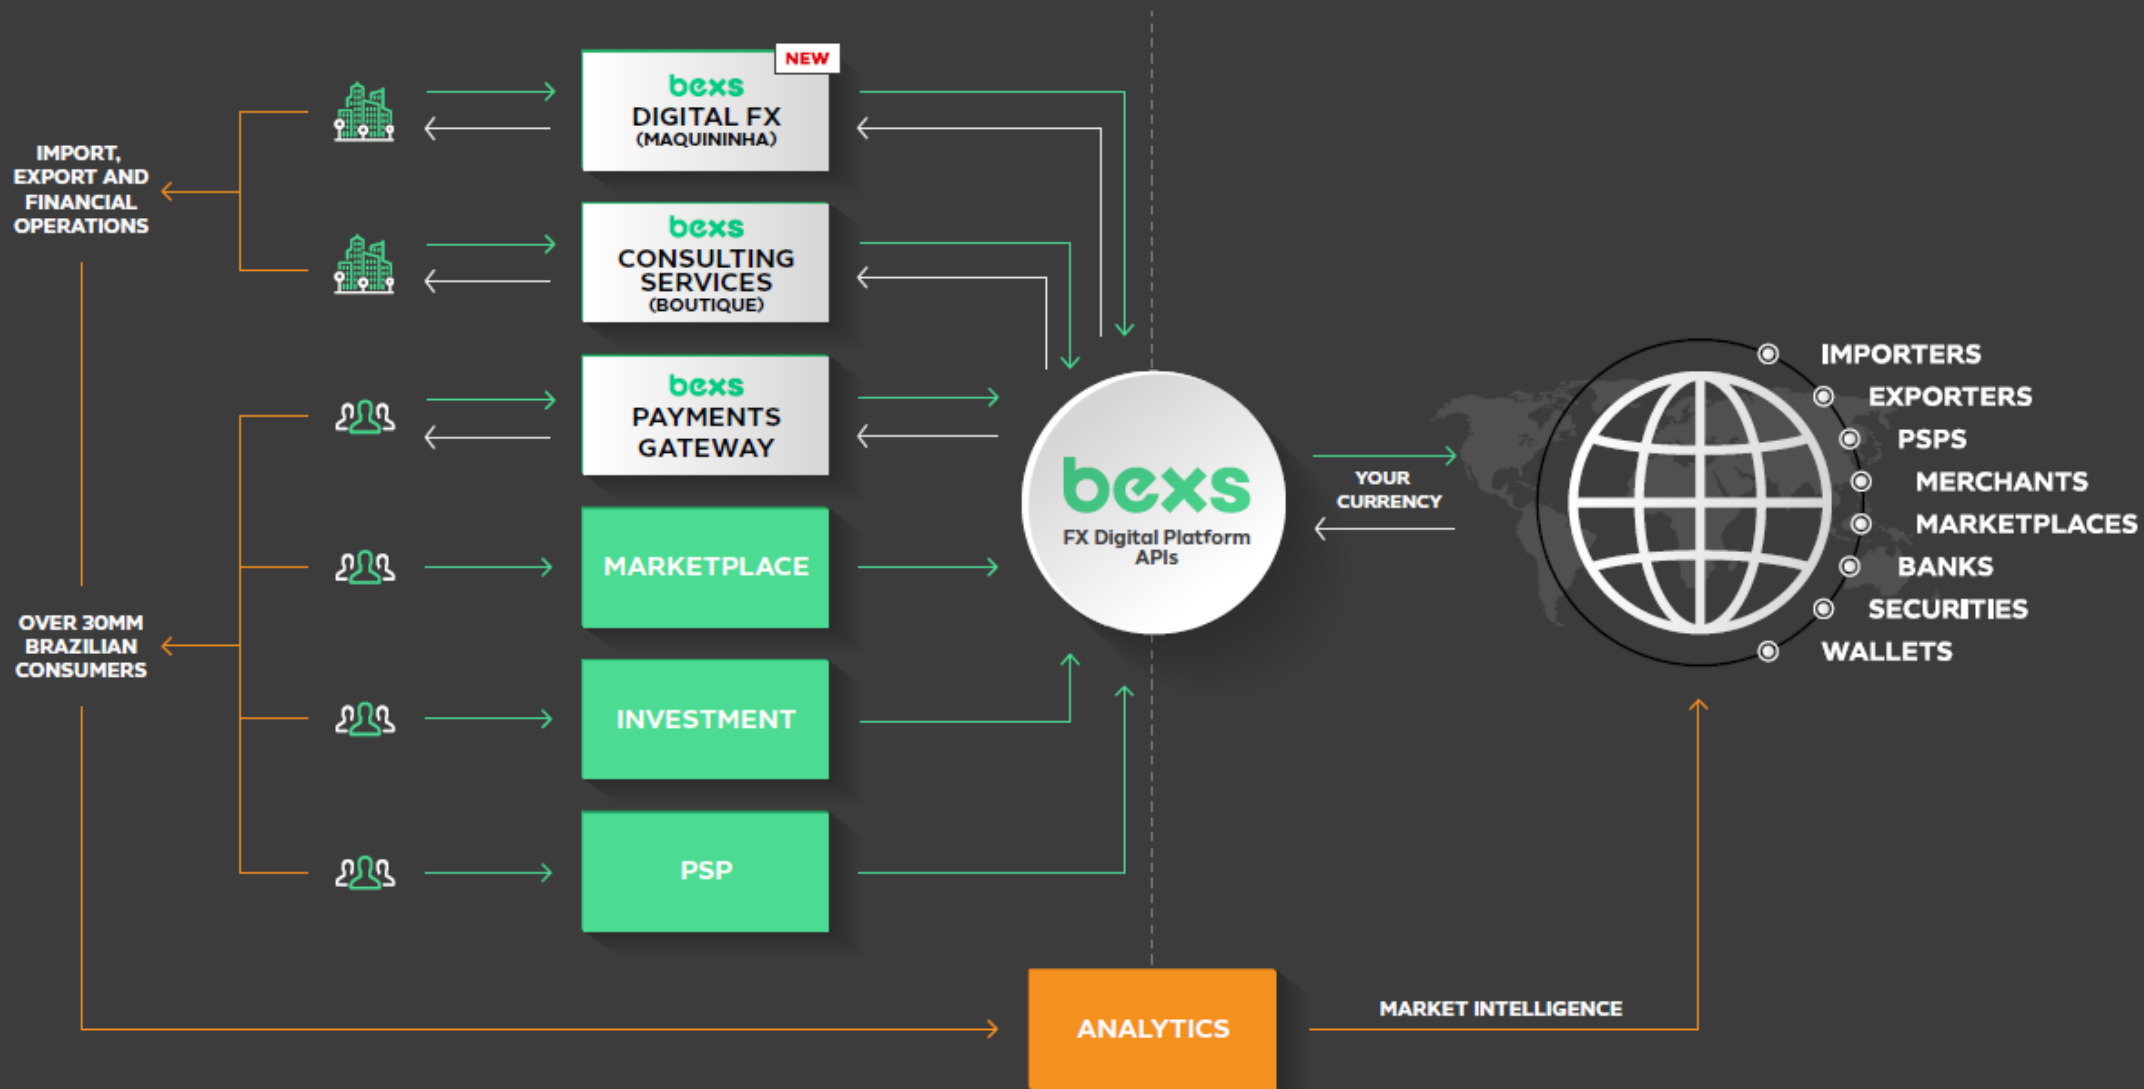 IMPORT,
EXPORT AND
FINANCIAL
OPERATIONS
OVER 30MM
BRAZILIAN
CONSUMERS
NEW
bexs
DIGITAL FX
(MAQUININHA)
bexs
CONSULTING
SERVICES
(BOUTIQUE)
bexs
PAYMENTS
GATEWAY
MARKETPLACE
INVESTMENT
PSP
bexs
FX Digital Platform
APIs
YOUR
CURRENCY
IMPORTERS
EXPORTERS
PSPS
MERCHANTS
MARKETPLACES
BANKS
SECURITIES
WALLETS
ANALYTICS
MARKET INTELLIGENCE